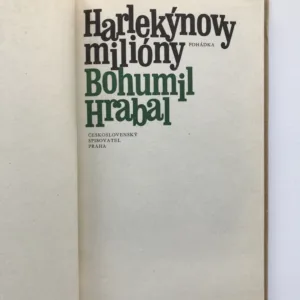 Harlekýnovy
milióny POHÁDKA
Bohumil
Hrabal
ČESKOSLOVENSKÝ
SPISOVATEL
PRAHA